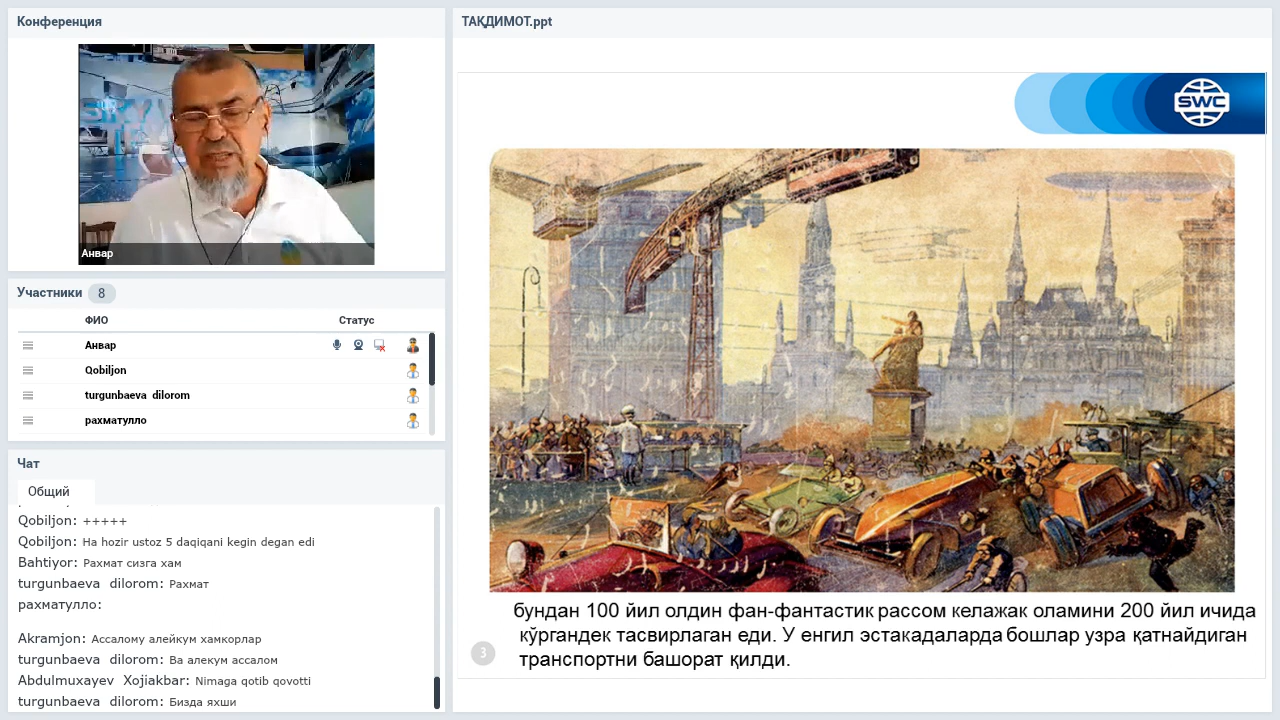 Конференция
Анвар
Участники 8
ФИО Статус
Анвар
Qobiljon
turgunbaeva dilorom
рахматулло
Чат
Общий
Qobiljon: +++++
Qobiljon: Ha hozir ustoz 5 daqiqani kegin degan edi
Bahtiyor: Рахмат сизга хам
turgunbaeva dilorom: Рахмат
рахматулло:
Akramjon: Ассалому алейкум хамкорлар
turgunbaeva dilorom: Ва алекум ассалом
Abdulmuxayev Xojiakbar: Nimaga qotib qovotti
turgunbaeva dilorom: Бизда яхши
ТАҚДИМОТ.ppt
SWC
бундан 100 йил олдин фан-фантастик рассом келажак оламини 200 йил ичида
кўргандек тасвирлаган еди. У енгил эстакадаларда бошлар узра қатнайдиган
транспортни башорат қилди.
3